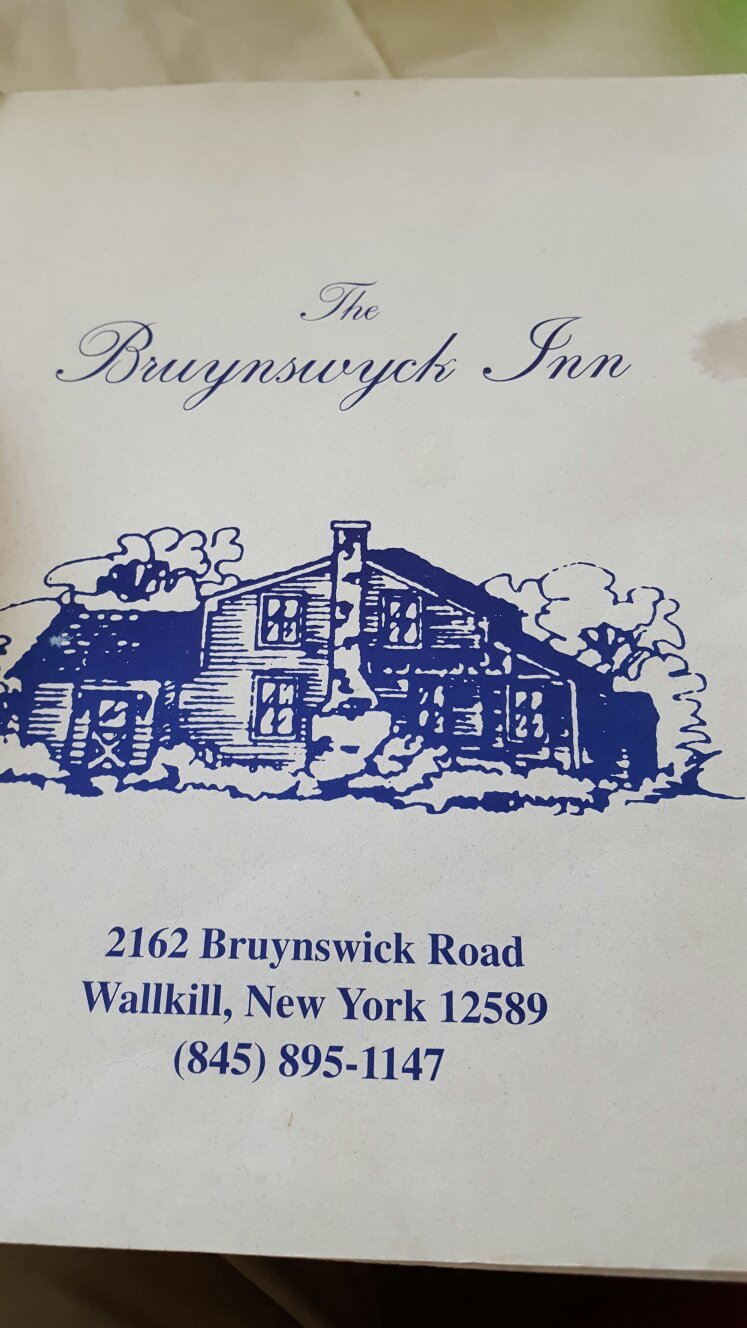 The
Bruynswyck Inn
2162 Bruynswick Road
Wallkill, New York 12589
(845) 895-1147